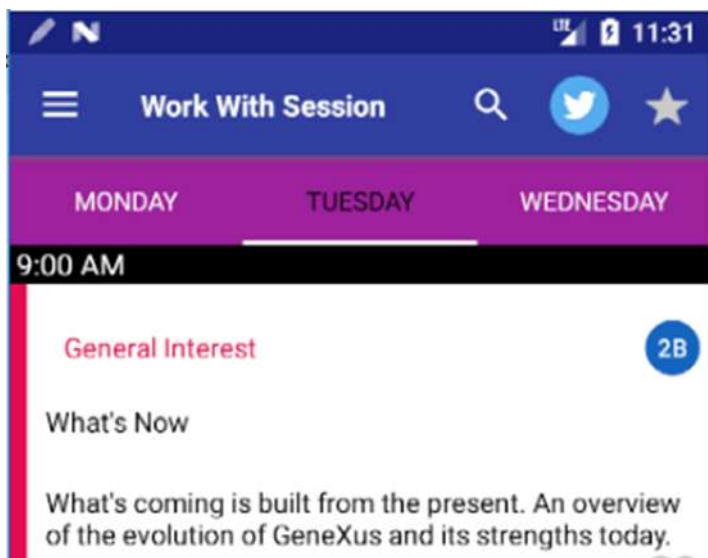 LTE 11:31
Work With Session
MONDAY TUESDAY WEDNESDAY
9:00 AM
General Interest 2B
What's Now
What's coming is built from the present. An overview
of the evolution of GeneXus and its strengths today.